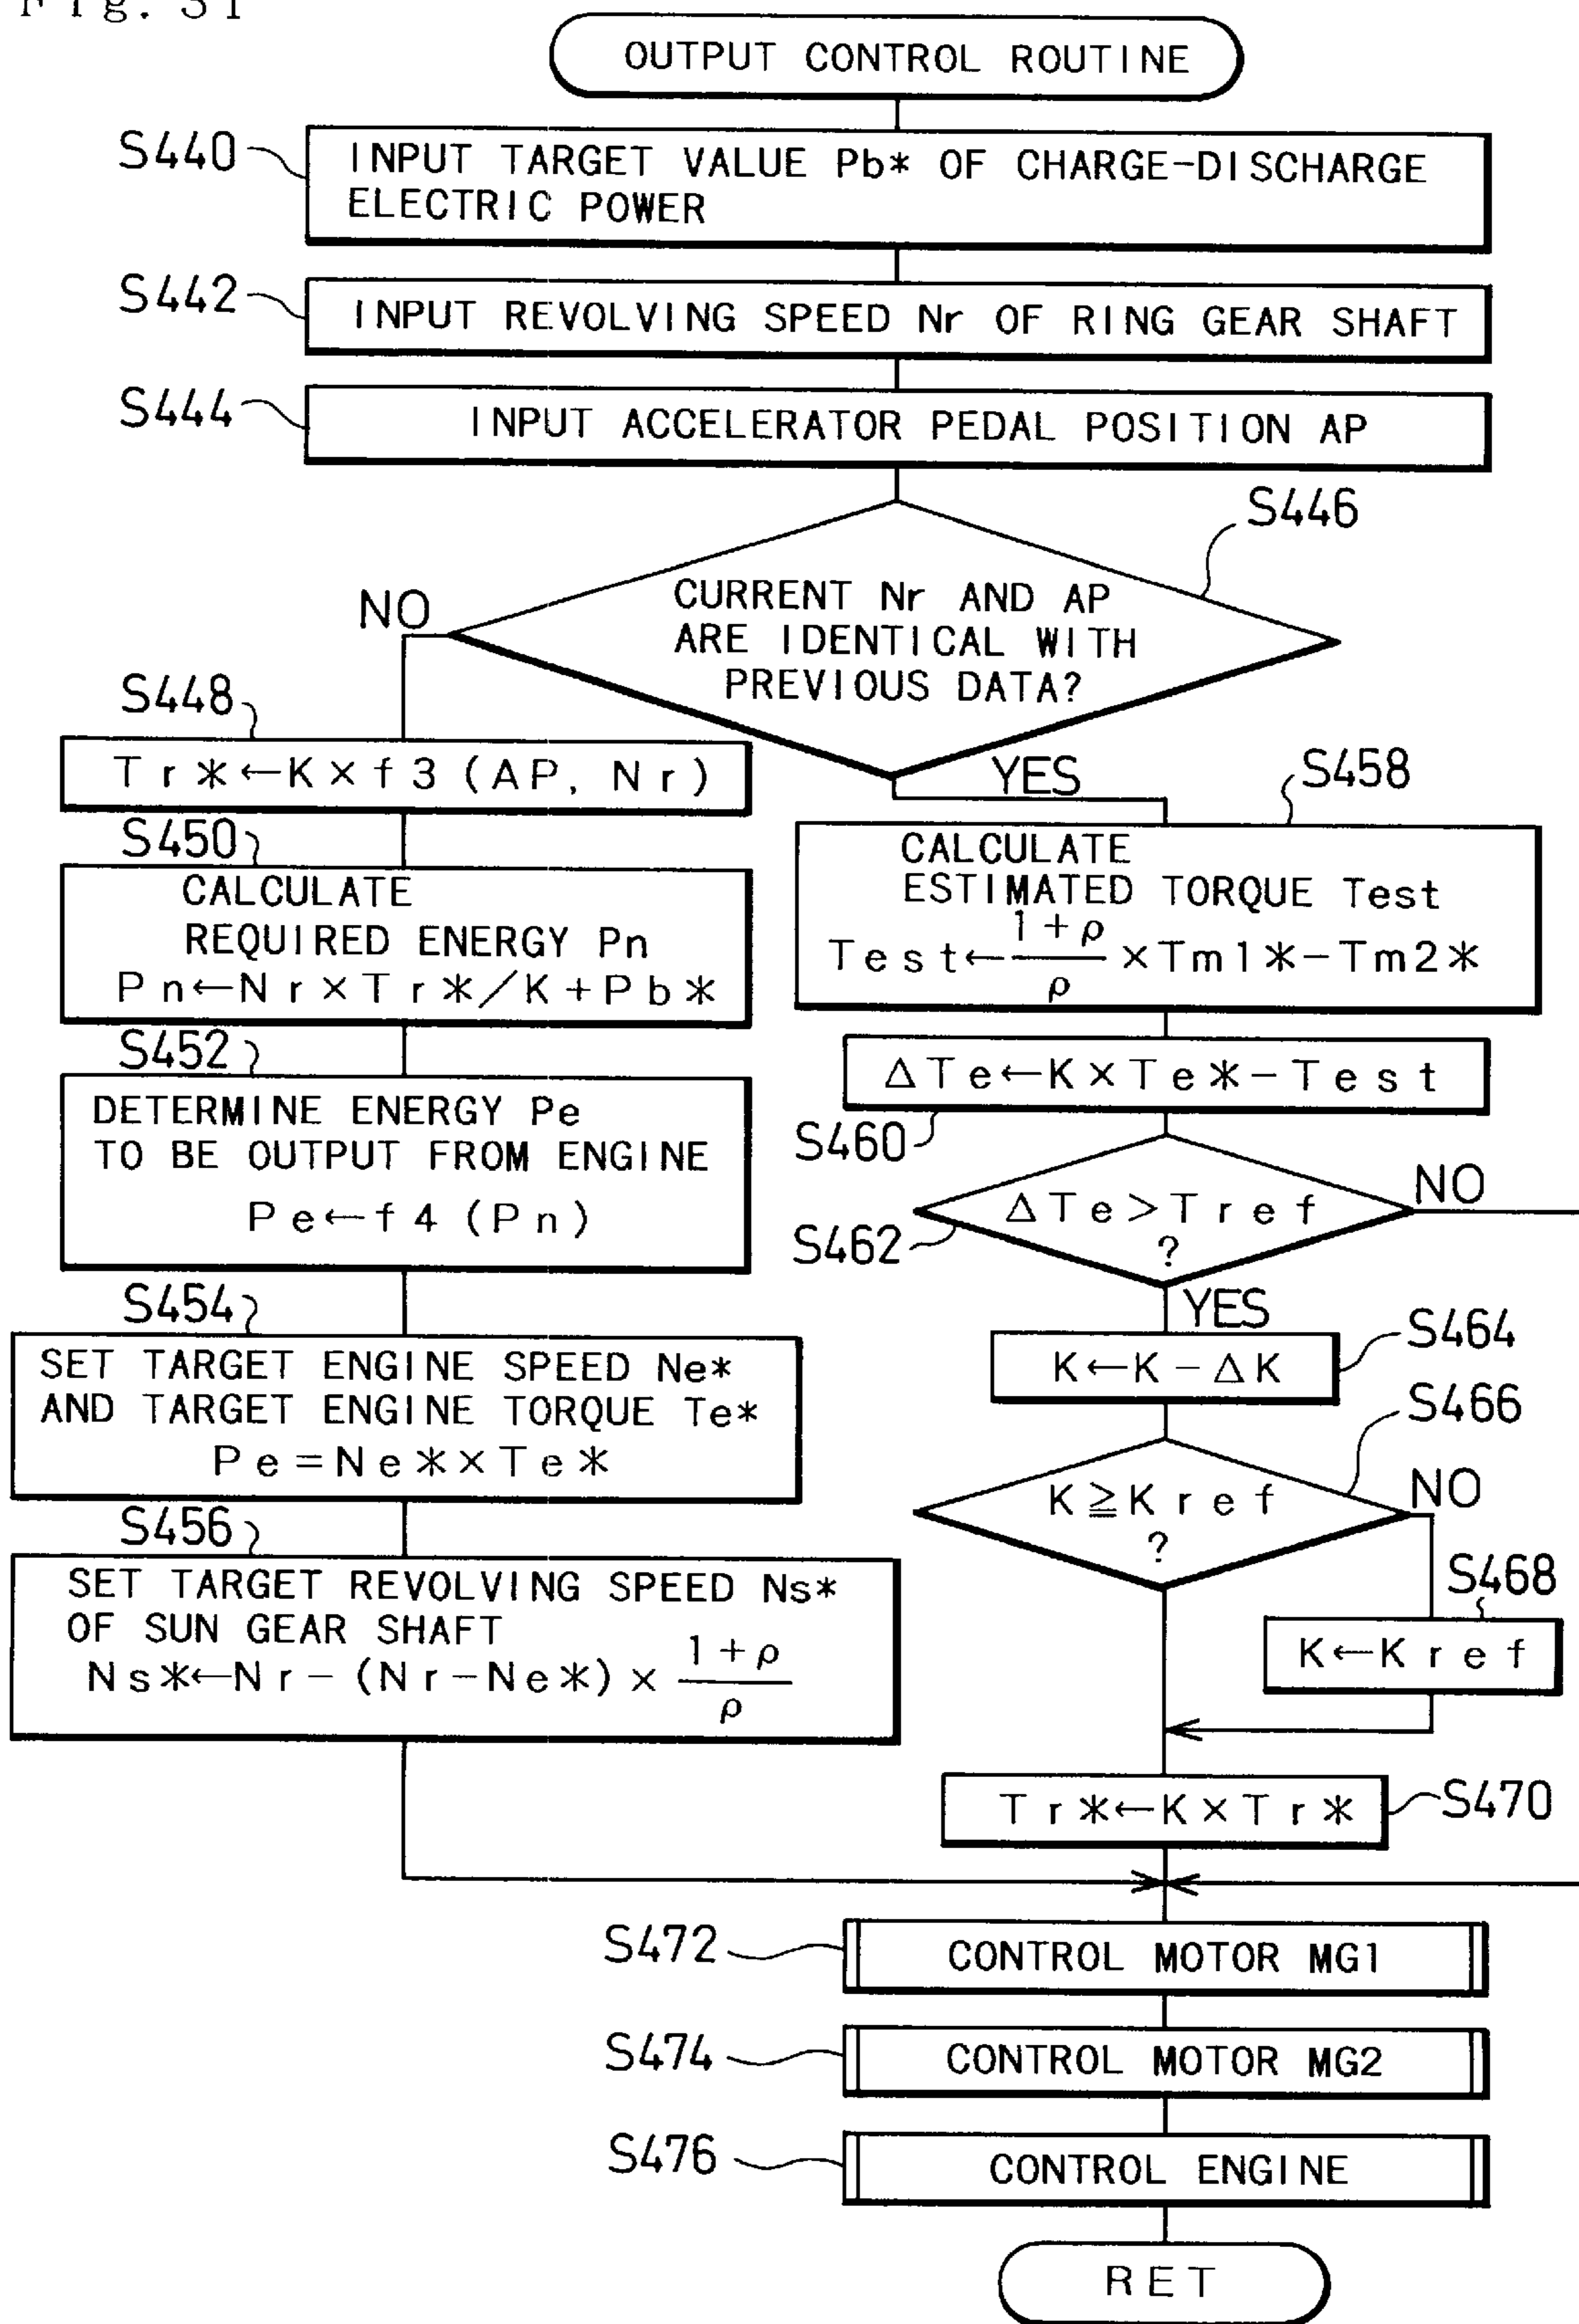 Fig. 31
OUTPUT CONTROL ROUTINE
S440
INPUT TARGET VALUE Pb* OF CHARGE-DISCHARGE
ELECTRIC POWER
S442
INPUT REVOLVING SPEED Nr OF RING GEAR SHAFT
S444
INPUT ACCELERATOR PEDAL POSITION AP
S446
CURRENT Nr AND AP
ARE IDENTICAL WITH
PREVIOUS DATA?
NO
YES
S448
Tr*←K×f3(AP, Nr)
S450
CALCULATE
REQUIRED ENERGY Pn
Pn←Nr×Tr*/K+Pb*
S452
DETERMINE ENERGY Pe
TO BE OUTPUT FROM ENGINE
Pe←f4(Pn)
S454
SET TARGET ENGINE SPEED Ne*
AND TARGET ENGINE TORQUE Te*
Pe=Ne*×Te*
S456
SET TARGET REVOLVING SPEED Ns*
OF SUN GEAR SHAFT
Ns*←Nr-(Nr-Ne*)×(1+ρ)/ρ
S458
CALCULATE
ESTIMATED TORQUE Test
Test←(1+ρ)/ρ×Tm1*-Tm2*
ΔTe←K×Te*-Test
S460
ΔTe>Tref
?
S462
NO
YES
S464
K←K-ΔK
S466
K≧Kref
?
NO
S468
K←Kref
Tr*←K×Tr*
S470
S472
CONTROL MOTOR MG1
S474
CONTROL MOTOR MG2
S476
CONTROL ENGINE
RET